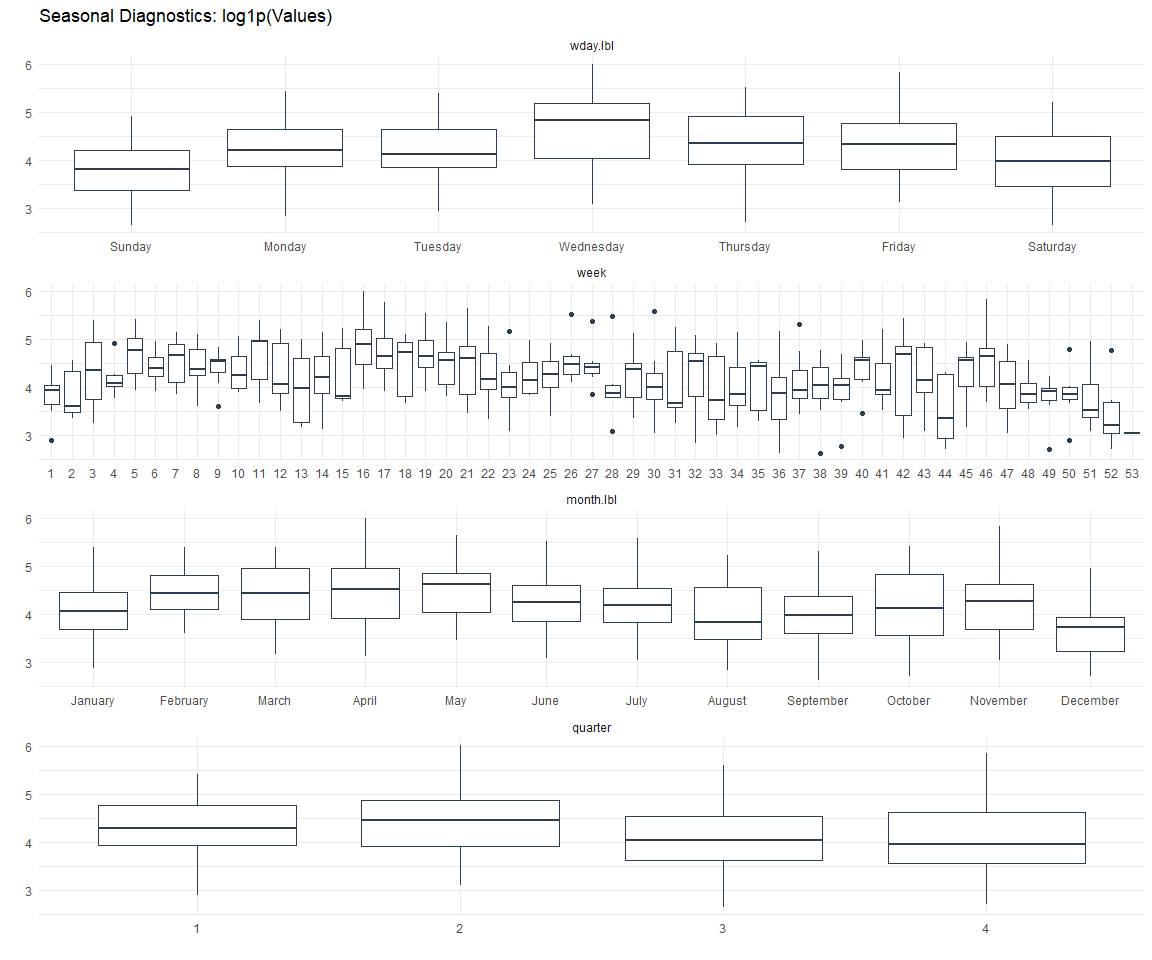 Seasonal Diagnostics: log1p(Values)
wday.lbl
6
5
4
3
Sunday Monday Tuesday Wednesday Thursday Friday Saturday
week
6
5
4
3
1 2 3 4 5 6 7 8 9 10 11 12 13 14 15 16 17 18 19 20 21 22 23 24 25 26 27 28 29 30 31 32 33 34 35 36 37 38 39 40 41 42 43 44 45 46 47 48 49 50 51 52 53
month.lbl
6
5
4
3
January February March April May June July August September October November December
quarter
6
5
4
3
1 2 3 4